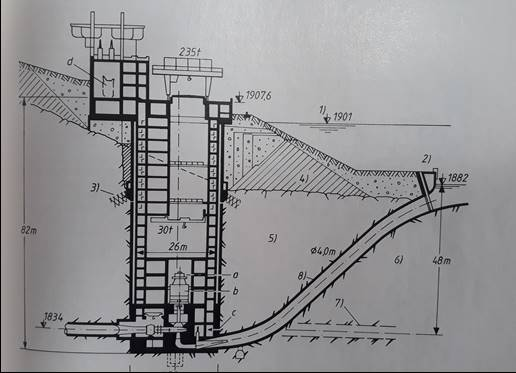 235t
d
1907,6
1) 1901
2)
1882
3)
4)
30t
82m
26m
5)
Ø4,0m
6)
48m
a
8)
b
7)
c
1834